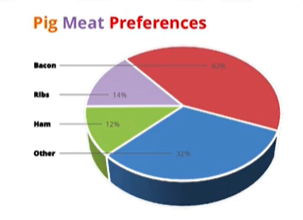 Pig Meat Preferences
Bacon 42%
Ribs 14%
Ham 12%
Other 32%